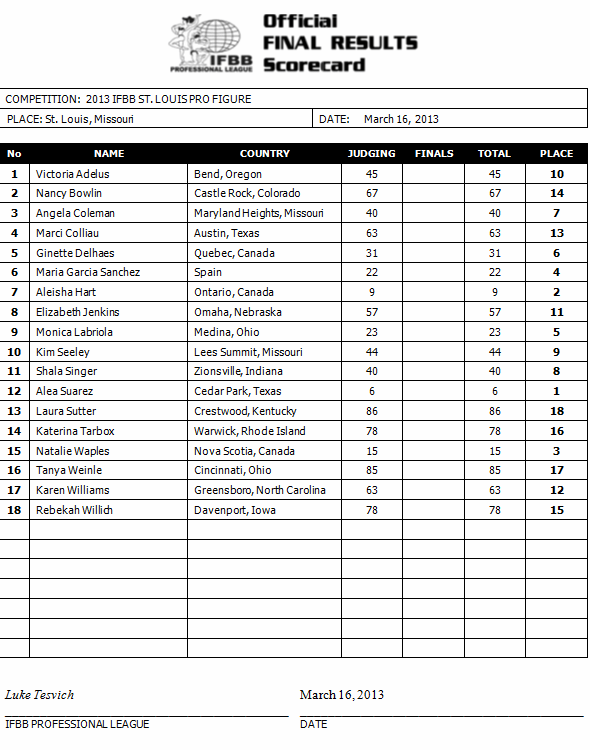 Official
FINAL RESULTS
Scorecard
IFBB
PROFESSIONAL LEAGUE
COMPETITION: 2013 IFBB ST. LOUIS PRO FIGURE
PLACE: St. Louis, Missouri DATE: March 16, 2013
No NAME COUNTRY JUDGING FINALS TOTAL PLACE
1 Victoria Adelus Bend, Oregon 45 45 10
2 Nancy Bowlin Castle Rock, Colorado 67 67 14
3 Angela Coleman Maryland Heights, Missouri 40 40 7
4 Marci Colliau Austin, Texas 63 63 13
5 Ginette Delhaes Quebec, Canada 31 31 6
6 Maria Garcia Sanchez Spain 22 22 4
7 Aleisha Hart Ontario, Canada 9 9 2
8 Elizabeth Jenkins Omaha, Nebraska 57 57 11
9 Monica Labriola Medina, Ohio 23 23 5
10 Kim Seeley Lees Summit, Missouri 44 44 9
11 Shala Singer Zionsville, Indiana 40 40 8
12 Alea Suarez Cedar Park, Texas 6 6 1
13 Laura Sutter Crestwood, Kentucky 86 86 18
14 Katerina Tarbox Warwick, Rhode Island 78 78 16
15 Natalie Waples Nova Scotia, Canada 15 15 3
16 Tanya Weinle Cincinnati, Ohio 85 85 17
17 Karen Williams Greensboro, North Carolina 63 63 12
18 Rebekah Willich Davenport, Iowa 78 78 15
Luke Tesvich March 16, 2013
IFBB PROFESSIONAL LEAGUE DATE